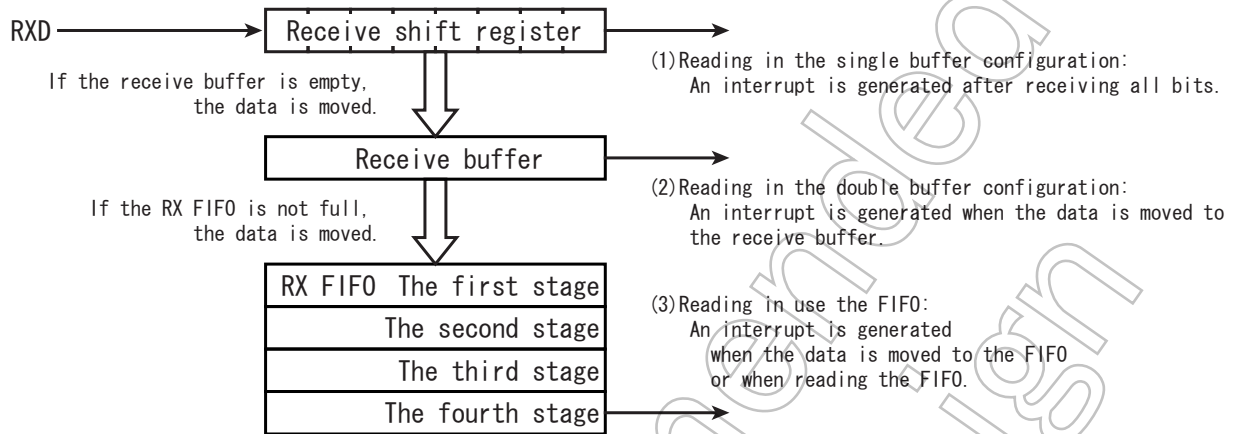 RXD
Receive shift register
If the receive buffer is empty,
the data is moved.
(1)Reading in the single buffer configuration:
An interrupt is generated after receiving all bits.
Receive buffer
If the RX FIFO is not full,
the data is moved.
(2)Reading in the double buffer configuration:
An interrupt is generated when the data is moved to
the receive buffer.
RX FIFO The first stage
The second stage
The third stage
The fourth stage
(3)Reading in use the FIFO:
An interrupt is generated
when the data is moved to the FIFO
or when reading the FIFO.